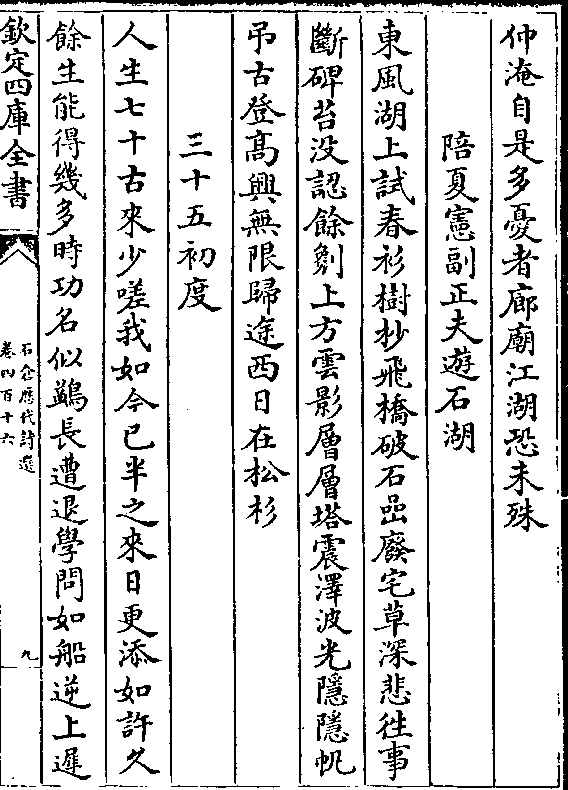 仲淹自是多憂者廊廟江湖恐未殊
陪夏憲副正夫遊石湖
東風湖上試春衫樹杪飛橋破石嵒廢宅草深悲往事
斷碑苔没認餘劖上方雲影層層塔震澤波光隱隱帆
弔古登高興無限歸途西日在松杉
三十五初度
人生七十古來少嗟我如今已半之來日更添如許久
餘生能得幾多時功名似鷁長遭退學問如船逆上遲
欽定四庫全書
石倉歷代詩選
卷四百十六
九